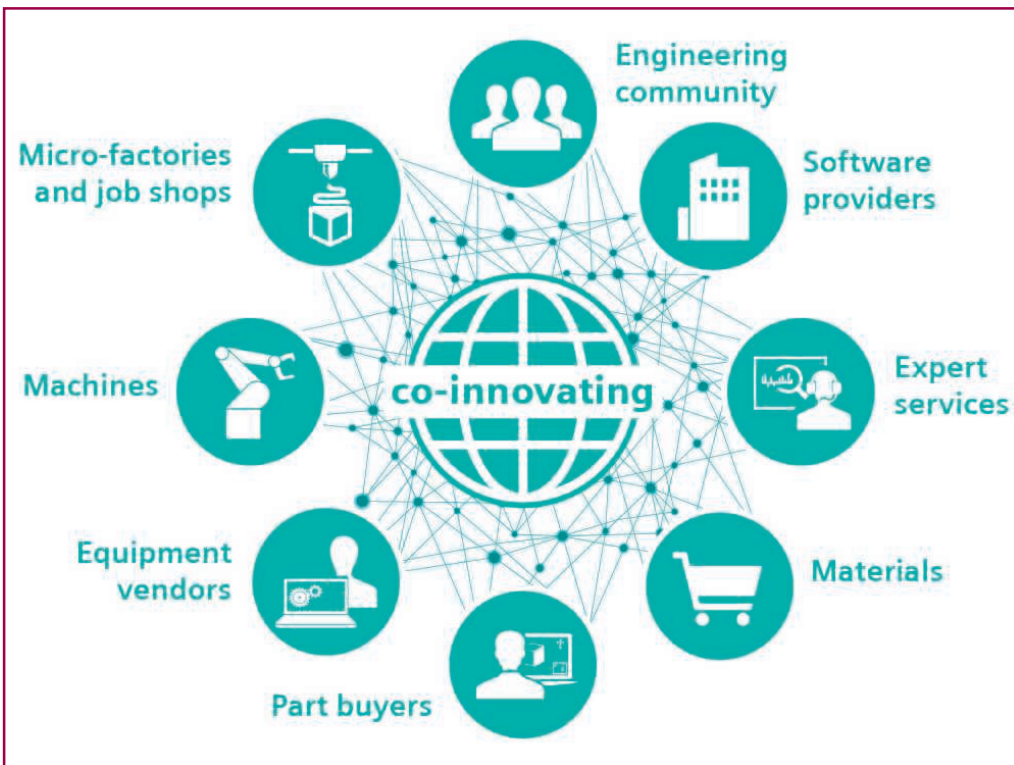 Engineering
community
Software
providers
Expert
services
Materials
Part buyers
Equipment
vendors
Machines
Micro-factories
and job shops
co-innovating